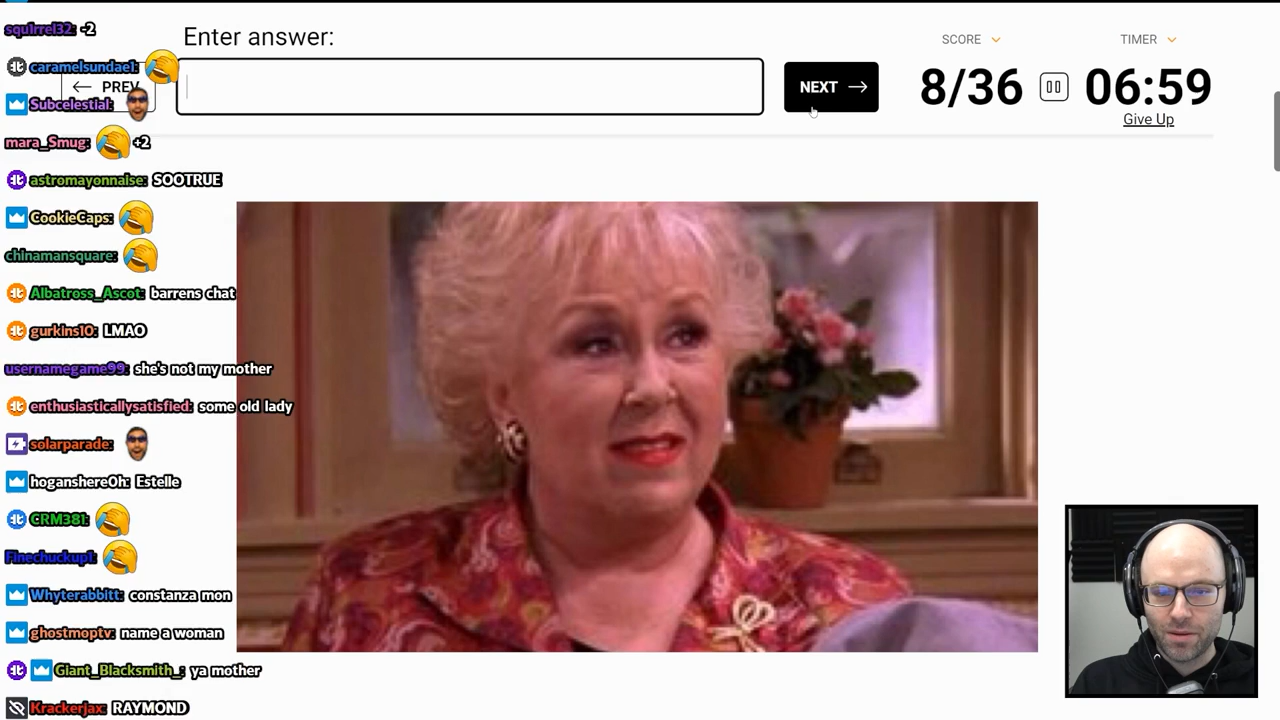 squ1rrel32: -2
Enter answer:
SCORE
TIMER
caramelsundae1:
PREV
NEXT
8/36
06:59
Give Up
Subcelestial:
mara_Smug: +2
astromayonnaise: SOOTRUE
CookieCaps:
chinamansquare:
Albatross_Ascot: barrens chat
gurkins10: LMAO
usernamegame99: she's not my mother
enthusiasticallysatisfied: some old lady
solarparade:
hoganshereOh: Estelle
CRM381:
Finechuckup1:
Whyterabbitt: constanza mon
ghostmoptv: name a woman
Giant_Blacksmith_: ya mother
Krackerjax: RAYMOND